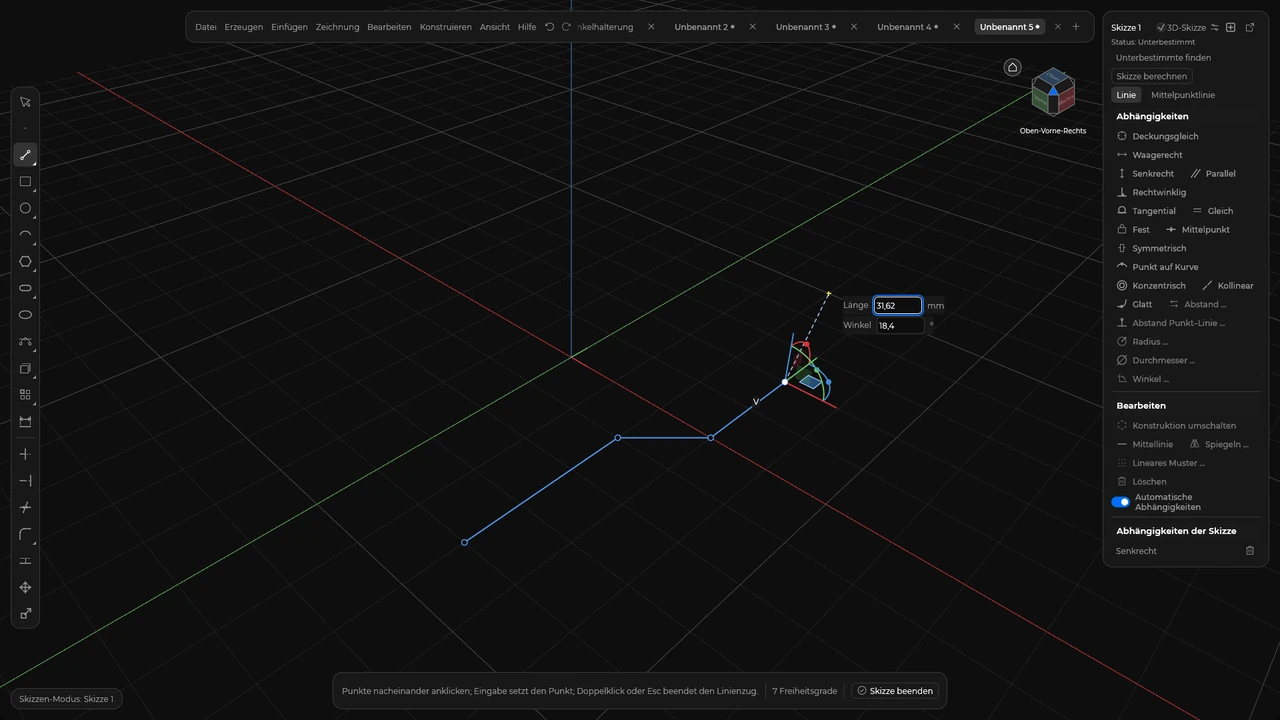 Datei Erzeugen Einfügen Zeichnung Bearbeiten Konstruieren Ansicht Hilfe nkelhalterung Unbenannt 2 Unbenannt 3 Unbenannt 4 Unbenannt 5
Skizze 1 3D-Skizze
Status: Unterbestimmt
Unterbestimmte finden
Skizze berechnen
Linie Mittelpunktlinie
Abhängigkeiten
Deckungsgleich
Waagerecht
Senkrecht Parallel
Rechtwinklig
Tangential Gleich
Fest Mittelpunkt
Symmetrisch
Punkt auf Kurve
Konzentrisch Kollinear
Glatt Abstand ...
Abstand Punkt–Linie ...
Radius ...
Durchmesser ...
Winkel ...
Bearbeiten
Konstruktion umschalten
Mittellinie Spiegeln ...
Lineares Muster ...
Löschen
Automatische
Abhängigkeiten
Abhängigkeiten der Skizze
Senkrecht
Oben-Vorne-Rechts
Länge 31,62 mm
Winkel 18,4 °
V
Punkte nacheinander anklicken; Eingabe setzt den Punkt; Doppelklick oder Esc beendet den Linienzug. 7 Freiheitsgrade Skizze beenden
Skizzen-Modus: Skizze 1